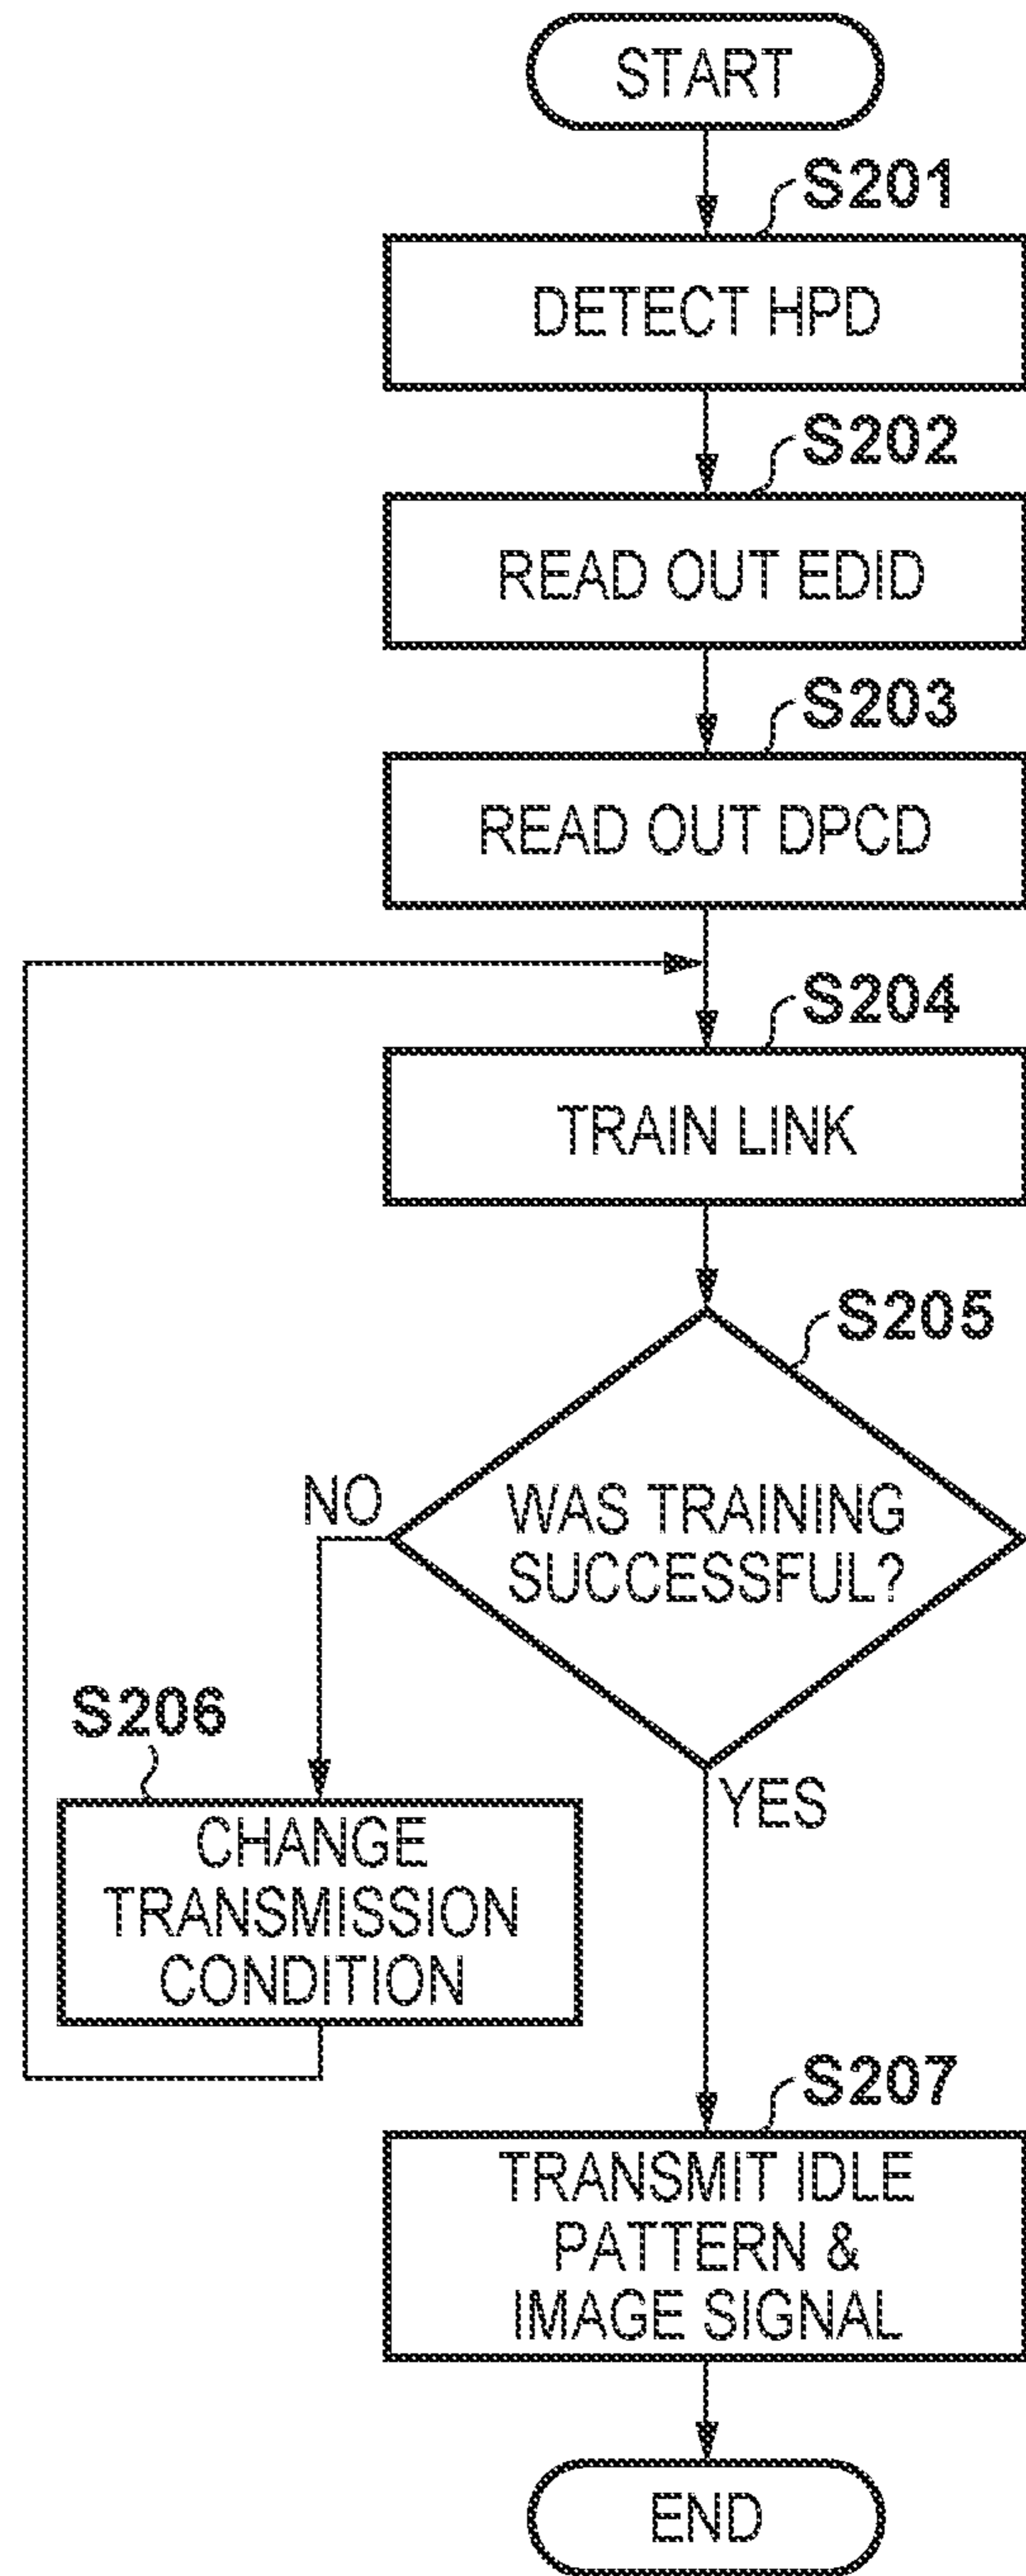 START
S201
DETECT HPD
S202
READ OUT EDID
S203
READ OUT DPCD
S204
TRAIN LINK
S205
WAS TRAINING
SUCCESSFUL?
NO
YES
S206
CHANGE
TRANSMISSION
CONDITION
S207
TRANSMIT IDLE
PATTERN &
IMAGE SIGNAL
END